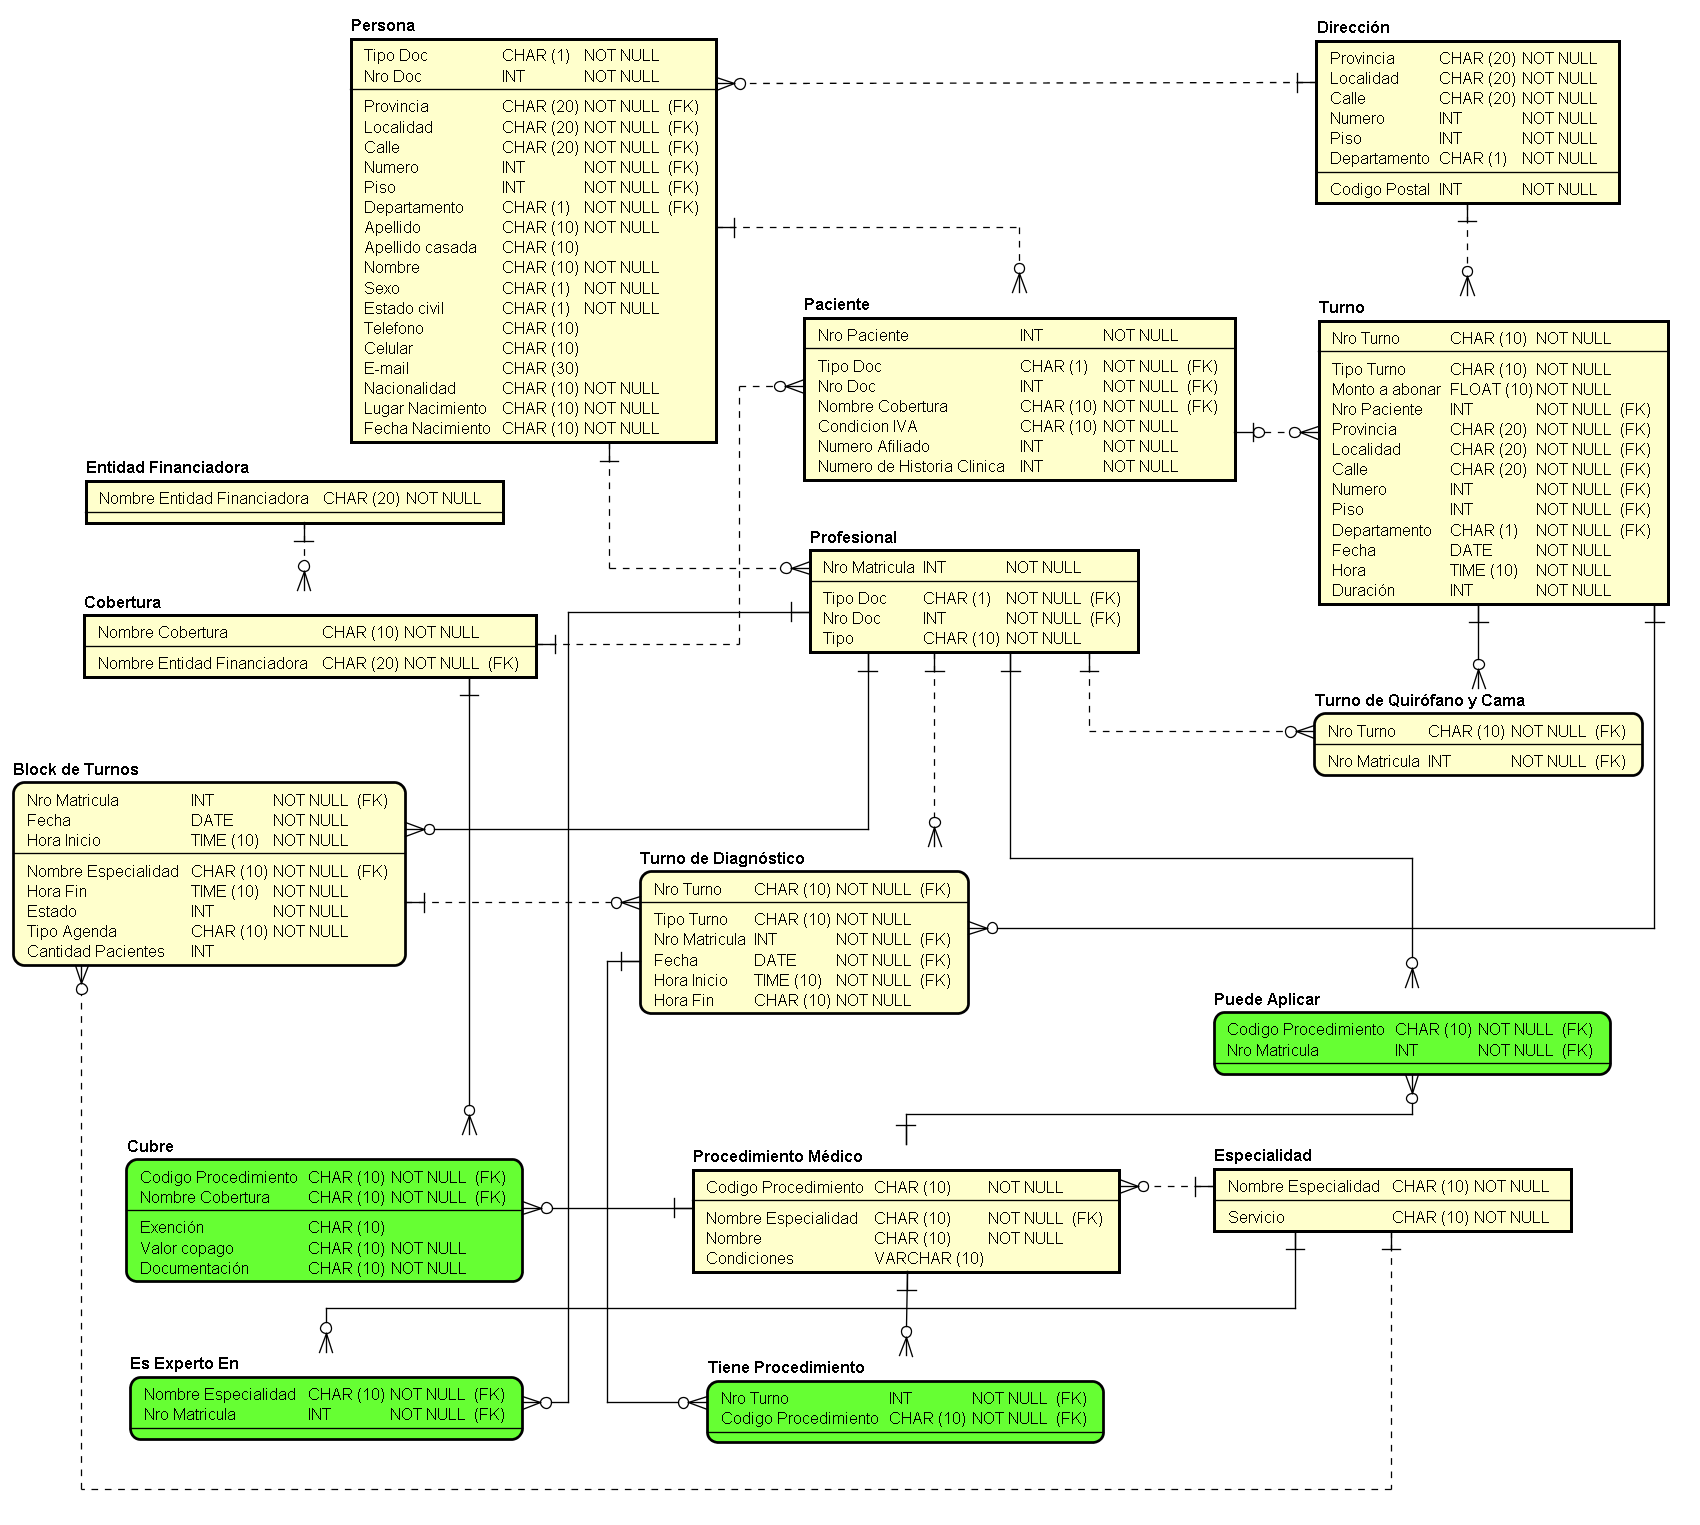 Persona
Tipo Doc CHAR (1) NOT NULL
Nro Doc INT NOT NULL
Provincia CHAR (20) NOT NULL (FK)
Localidad CHAR (20) NOT NULL (FK)
Calle CHAR (20) NOT NULL (FK)
Numero INT NOT NULL (FK)
Piso INT NOT NULL (FK)
Departamento CHAR (1) NOT NULL (FK)
Apellido CHAR (10) NOT NULL
Apellido casada CHAR (10)
Nombre CHAR (10) NOT NULL
Sexo CHAR (1) NOT NULL
Estado civil CHAR (1) NOT NULL
Telefono CHAR (10)
Celular CHAR (10)
E-mail CHAR (30)
Nacionalidad CHAR (10) NOT NULL
Lugar Nacimiento CHAR (10) NOT NULL
Fecha Nacimiento CHAR (10) NOT NULL
Dirección
Provincia CHAR (20) NOT NULL
Localidad CHAR (20) NOT NULL
Calle CHAR (20) NOT NULL
Numero INT NOT NULL
Piso INT NOT NULL
Departamento CHAR (1) NOT NULL
Codigo Postal INT NOT NULL
Paciente
Nro Paciente INT NOT NULL
Tipo Doc CHAR (1) NOT NULL (FK)
Nro Doc INT NOT NULL (FK)
Nombre Cobertura CHAR (10) NOT NULL (FK)
Condicion IVA CHAR (10) NOT NULL
Numero Afiliado INT NOT NULL
Numero de Historia Clinica INT NOT NULL
Turno
Nro Turno CHAR (10) NOT NULL
Tipo Turno CHAR (10) NOT NULL
Monto a abonar FLOAT (10) NOT NULL
Nro Paciente INT NOT NULL (FK)
Provincia CHAR (20) NOT NULL (FK)
Localidad CHAR (20) NOT NULL (FK)
Calle CHAR (20) NOT NULL (FK)
Numero INT NOT NULL (FK)
Piso INT NOT NULL (FK)
Departamento CHAR (1) NOT NULL (FK)
Fecha DATE NOT NULL
Hora TIME (10) NOT NULL
Duración INT NOT NULL
Entidad Financiadora
Nombre Entidad Financiadora CHAR (20) NOT NULL
Profesional
Nro Matricula INT NOT NULL
Tipo Doc CHAR (1) NOT NULL (FK)
Nro Doc INT NOT NULL (FK)
Tipo CHAR (10) NOT NULL
Cobertura
Nombre Cobertura CHAR (10) NOT NULL
Nombre Entidad Financiadora CHAR (20) NOT NULL (FK)
Turno de Quirófano y Cama
Nro Turno CHAR (10) NOT NULL (FK)
Nro Matricula INT NOT NULL (FK)
Block de Turnos
Nro Matricula INT NOT NULL (FK)
Fecha DATE NOT NULL
Hora Inicio TIME (10) NOT NULL
Nombre Especialidad CHAR (10) NOT NULL (FK)
Hora Fin TIME (10) NOT NULL
Estado INT NOT NULL
Tipo Agenda CHAR (10) NOT NULL
Cantidad Pacientes INT
Turno de Diagnóstico
Nro Turno CHAR (10) NOT NULL (FK)
Tipo Turno CHAR (10) NOT NULL
Nro Matricula INT NOT NULL (FK)
Fecha DATE NOT NULL (FK)
Hora Inicio TIME (10) NOT NULL (FK)
Hora Fin CHAR (10) NOT NULL
Puede Aplicar
Codigo Procedimiento CHAR (10) NOT NULL (FK)
Nro Matricula INT NOT NULL (FK)
Cubre
Codigo Procedimiento CHAR (10) NOT NULL (FK)
Nombre Cobertura CHAR (10) NOT NULL (FK)
Exención CHAR (10)
Valor copago CHAR (10) NOT NULL
Documentación CHAR (10) NOT NULL
Procedimiento Médico
Codigo Procedimiento CHAR (10) NOT NULL
Nombre Especialidad CHAR (10) NOT NULL (FK)
Nombre CHAR (10) NOT NULL
Condiciones VARCHAR (10)
Especialidad
Nombre Especialidad CHAR (10) NOT NULL
Servicio CHAR (10) NOT NULL
Es Experto En
Nombre Especialidad CHAR (10) NOT NULL (FK)
Nro Matricula INT NOT NULL (FK)
Tiene Procedimiento
Nro Turno INT NOT NULL (FK)
Codigo Procedimiento CHAR (10) NOT NULL (FK)